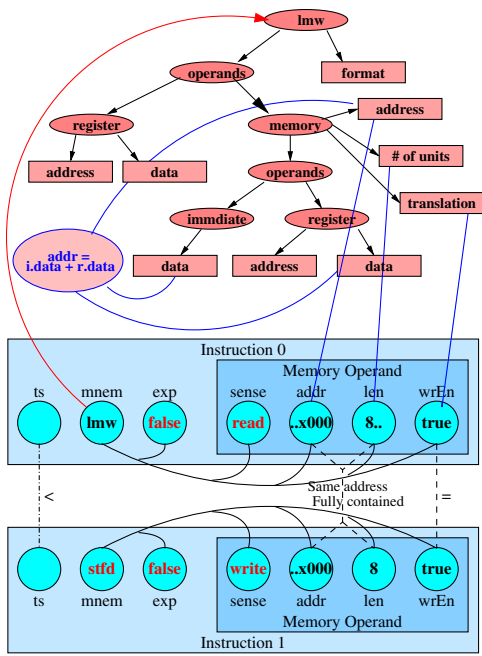 lmw
operands
format
register
memory
address
# of units
address
data
operands
translation
immdiate
register
addr =
i.data + r.data
data
address
data
Instruction 0
Memory Operand
ts
mnem
exp
sense
addr
len
wrEn
lmw
false
read
..x000
8..
true
Same address
Fully contained
<
=
stfd
false
write
..x000
8
true
ts
mnem
exp
sense
addr
len
wrEn
Memory Operand
Instruction 1